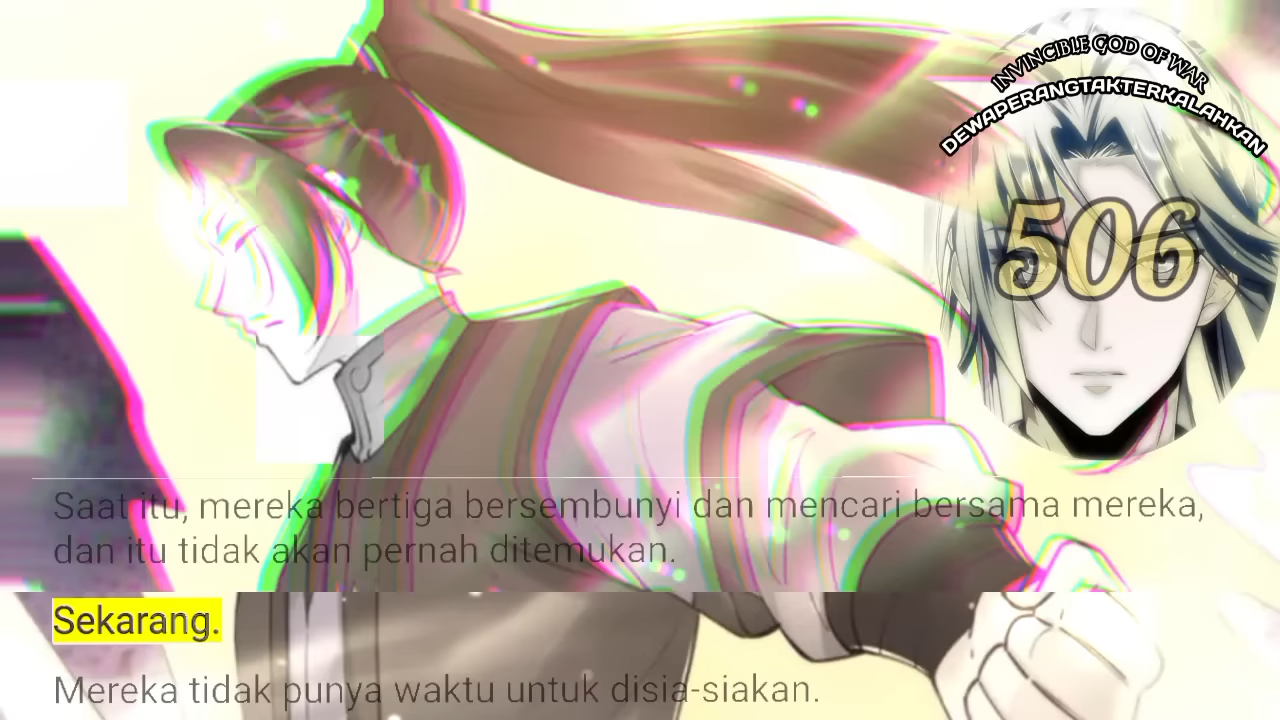 INVINCIBLE GOD OF WAR
DEWAPERANGTAKTERKALAHKAN
506
Saat itu, mereka bertiga bersembunyi dan mencari bersama mereka,
dan itu tidak akan pernah ditemukan.
Sekarang.
Mereka tidak punya waktu untuk disia-siakan.